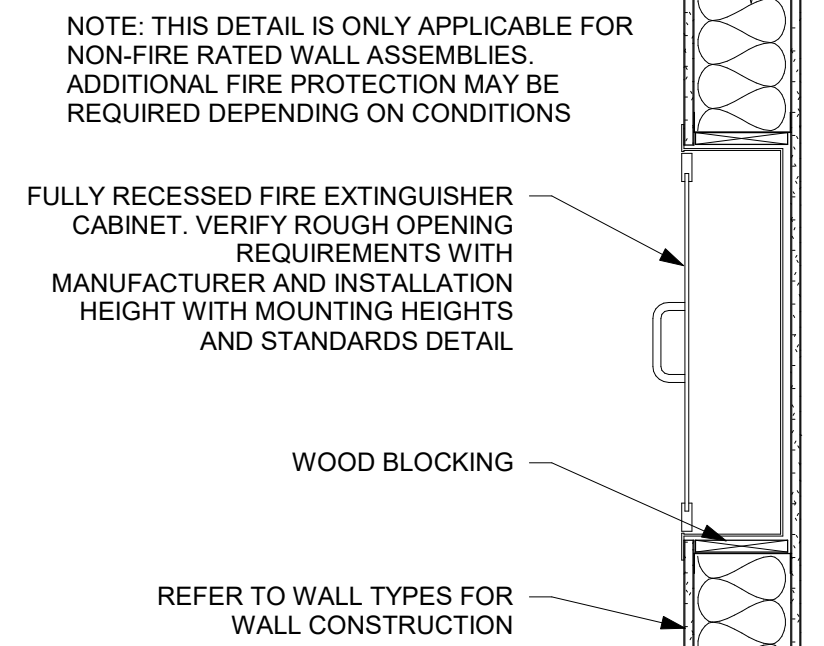 NOTE: THIS DETAIL IS ONLY APPLICABLE FOR
NON-FIRE RATED WALL ASSEMBLIES.
ADDITIONAL FIRE PROTECTION MAY BE
REQUIRED DEPENDING ON CONDITIONS
FULLY RECESSED FIRE EXTINGUISHER
CABINET. VERIFY ROUGH OPENING
REQUIREMENTS WITH
MANUFACTURER AND INSTALLATION
HEIGHT WITH MOUNTING HEIGHTS
AND STANDARDS DETAIL
WOOD BLOCKING
REFER TO WALL TYPES FOR
WALL CONSTRUCTION